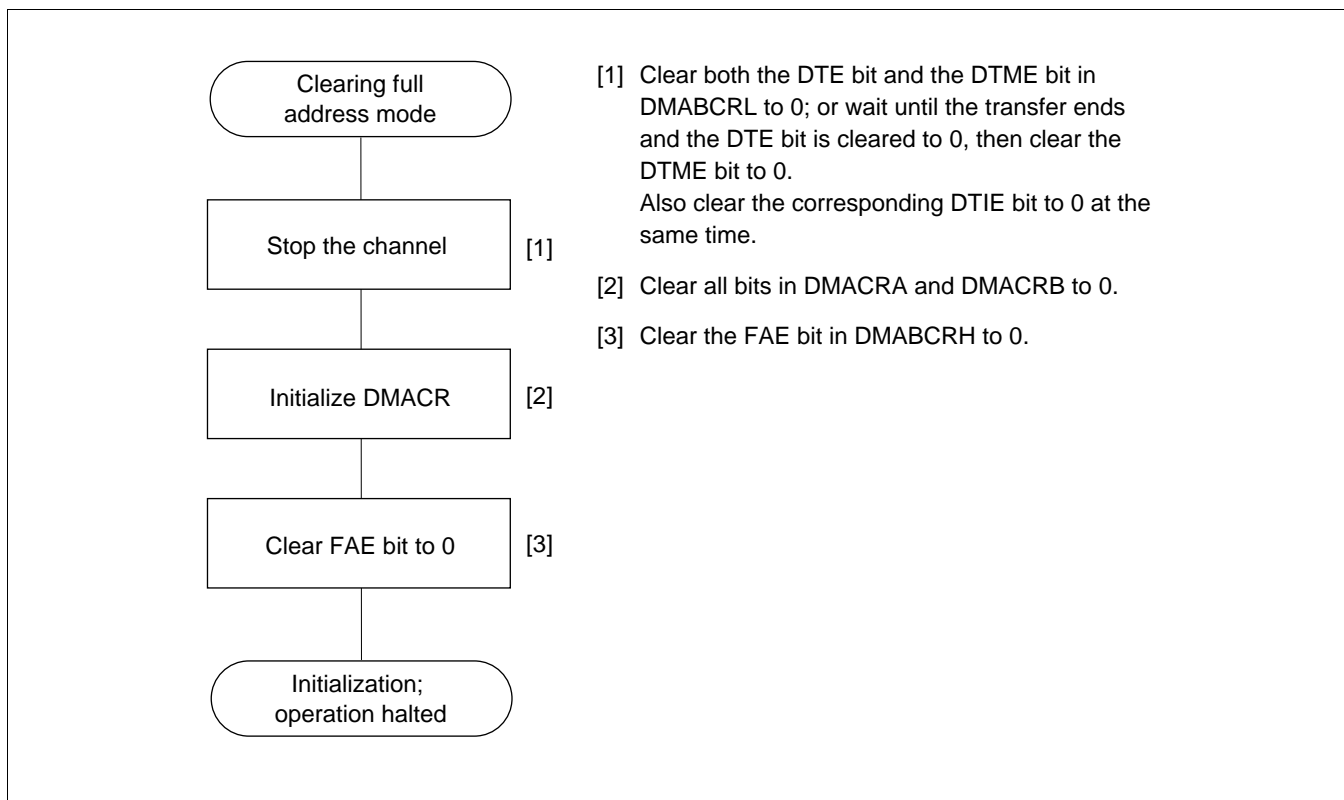 Clearing full
address mode
Stop the channel
[1]
Initialize DMACR
[2]
Clear FAE bit to 0
[3]
Initialization;
operation halted
[1] Clear both the DTE bit and the DTME bit in
DMABCRL to 0; or wait until the transfer ends
and the DTE bit is cleared to 0, then clear the
DTME bit to 0.
Also clear the corresponding DTIE bit to 0 at the
same time.
[2] Clear all bits in DMACRA and DMACRB to 0.
[3] Clear the FAE bit in DMABCRH to 0.